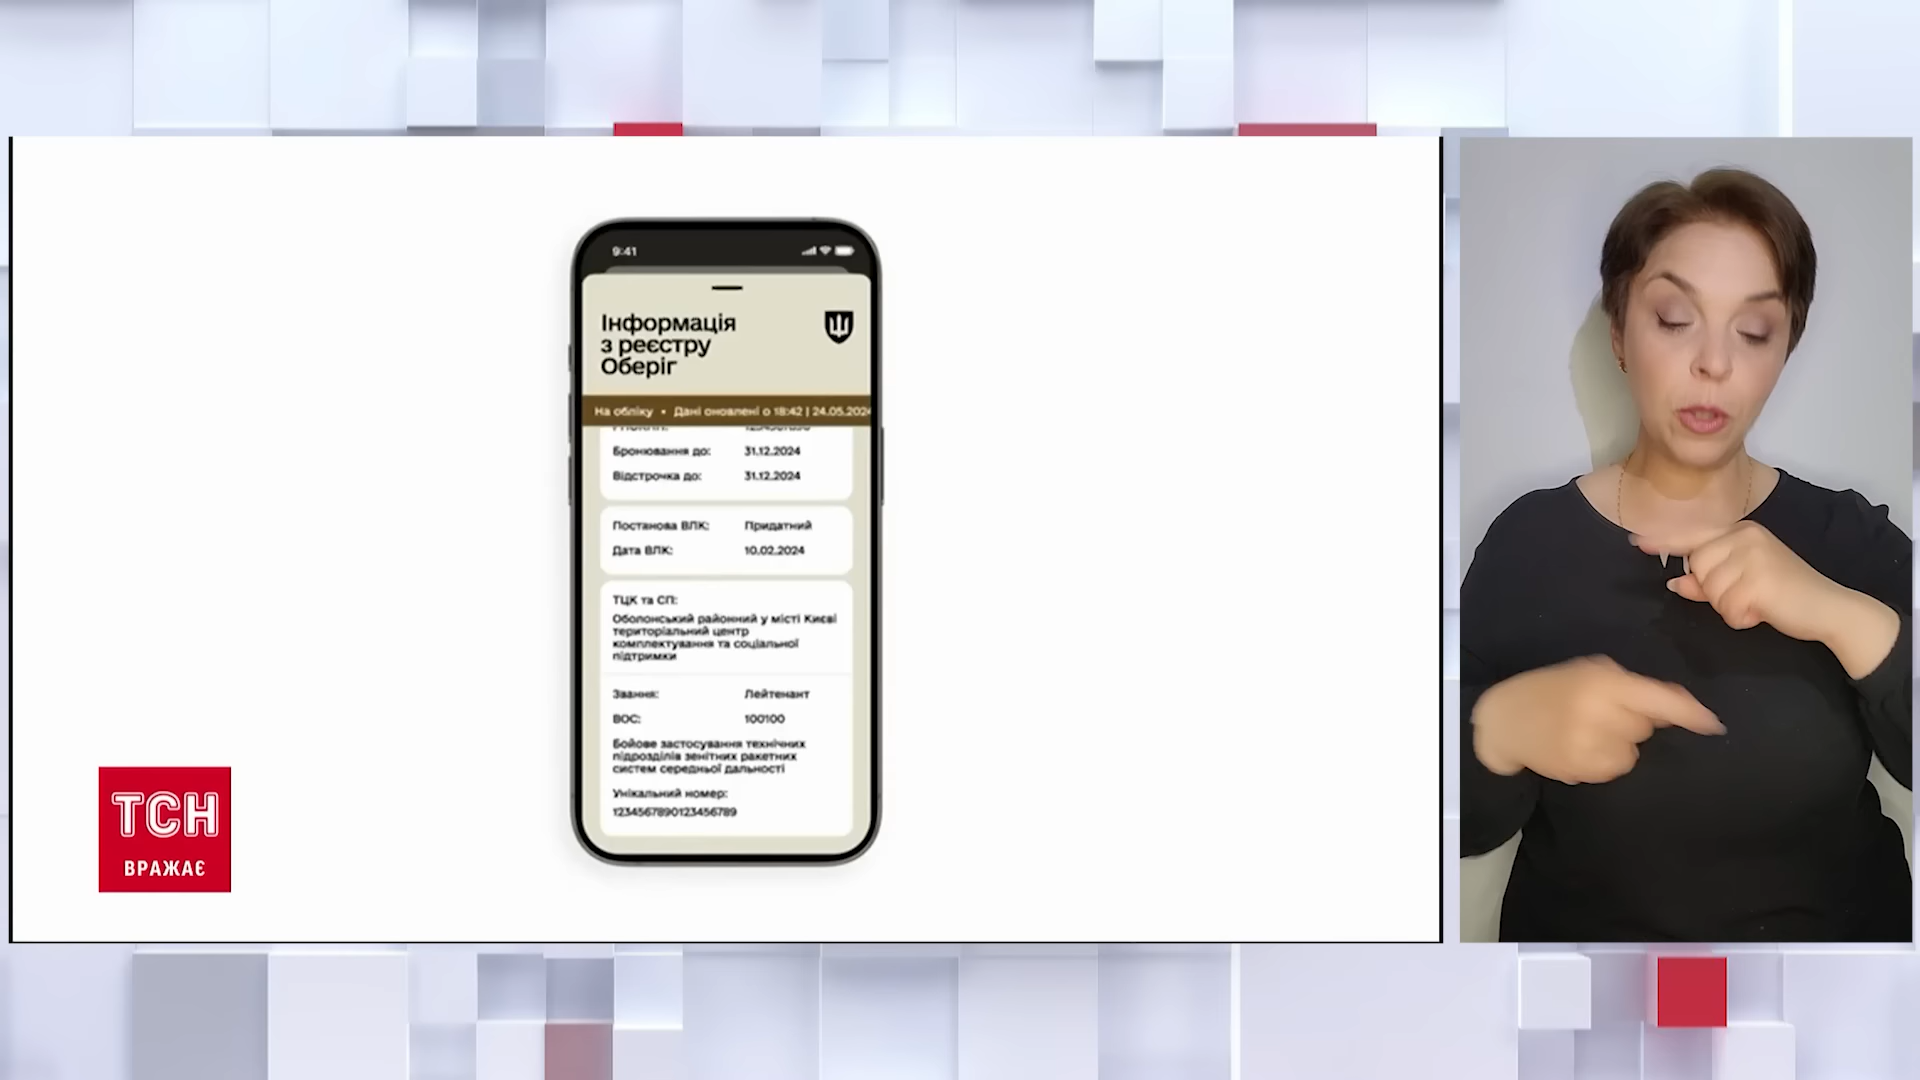 9:41
Інформація
з реєстру
Оберіг
На обліку • Дані оновлені о 18:42 | 24.05.2024
Бронювання до: 31.12.2024
Відстрочка до: 31.12.2024
Постанова ВЛК: Придатний
Дата ВЛК: 10.02.2024
ТЦК та СП:
Оболонський районний у місті Києві
територіальний центр
комплектування та соціальної
підтримки
Звання: Лейтенант
ВОС: 100100
Бойове застосування технічних
підрозділів зенітних ракетних
систем середньої дальності
Унікальний номер:
1234567890123456789
ТСН
ВРАЖАЄ